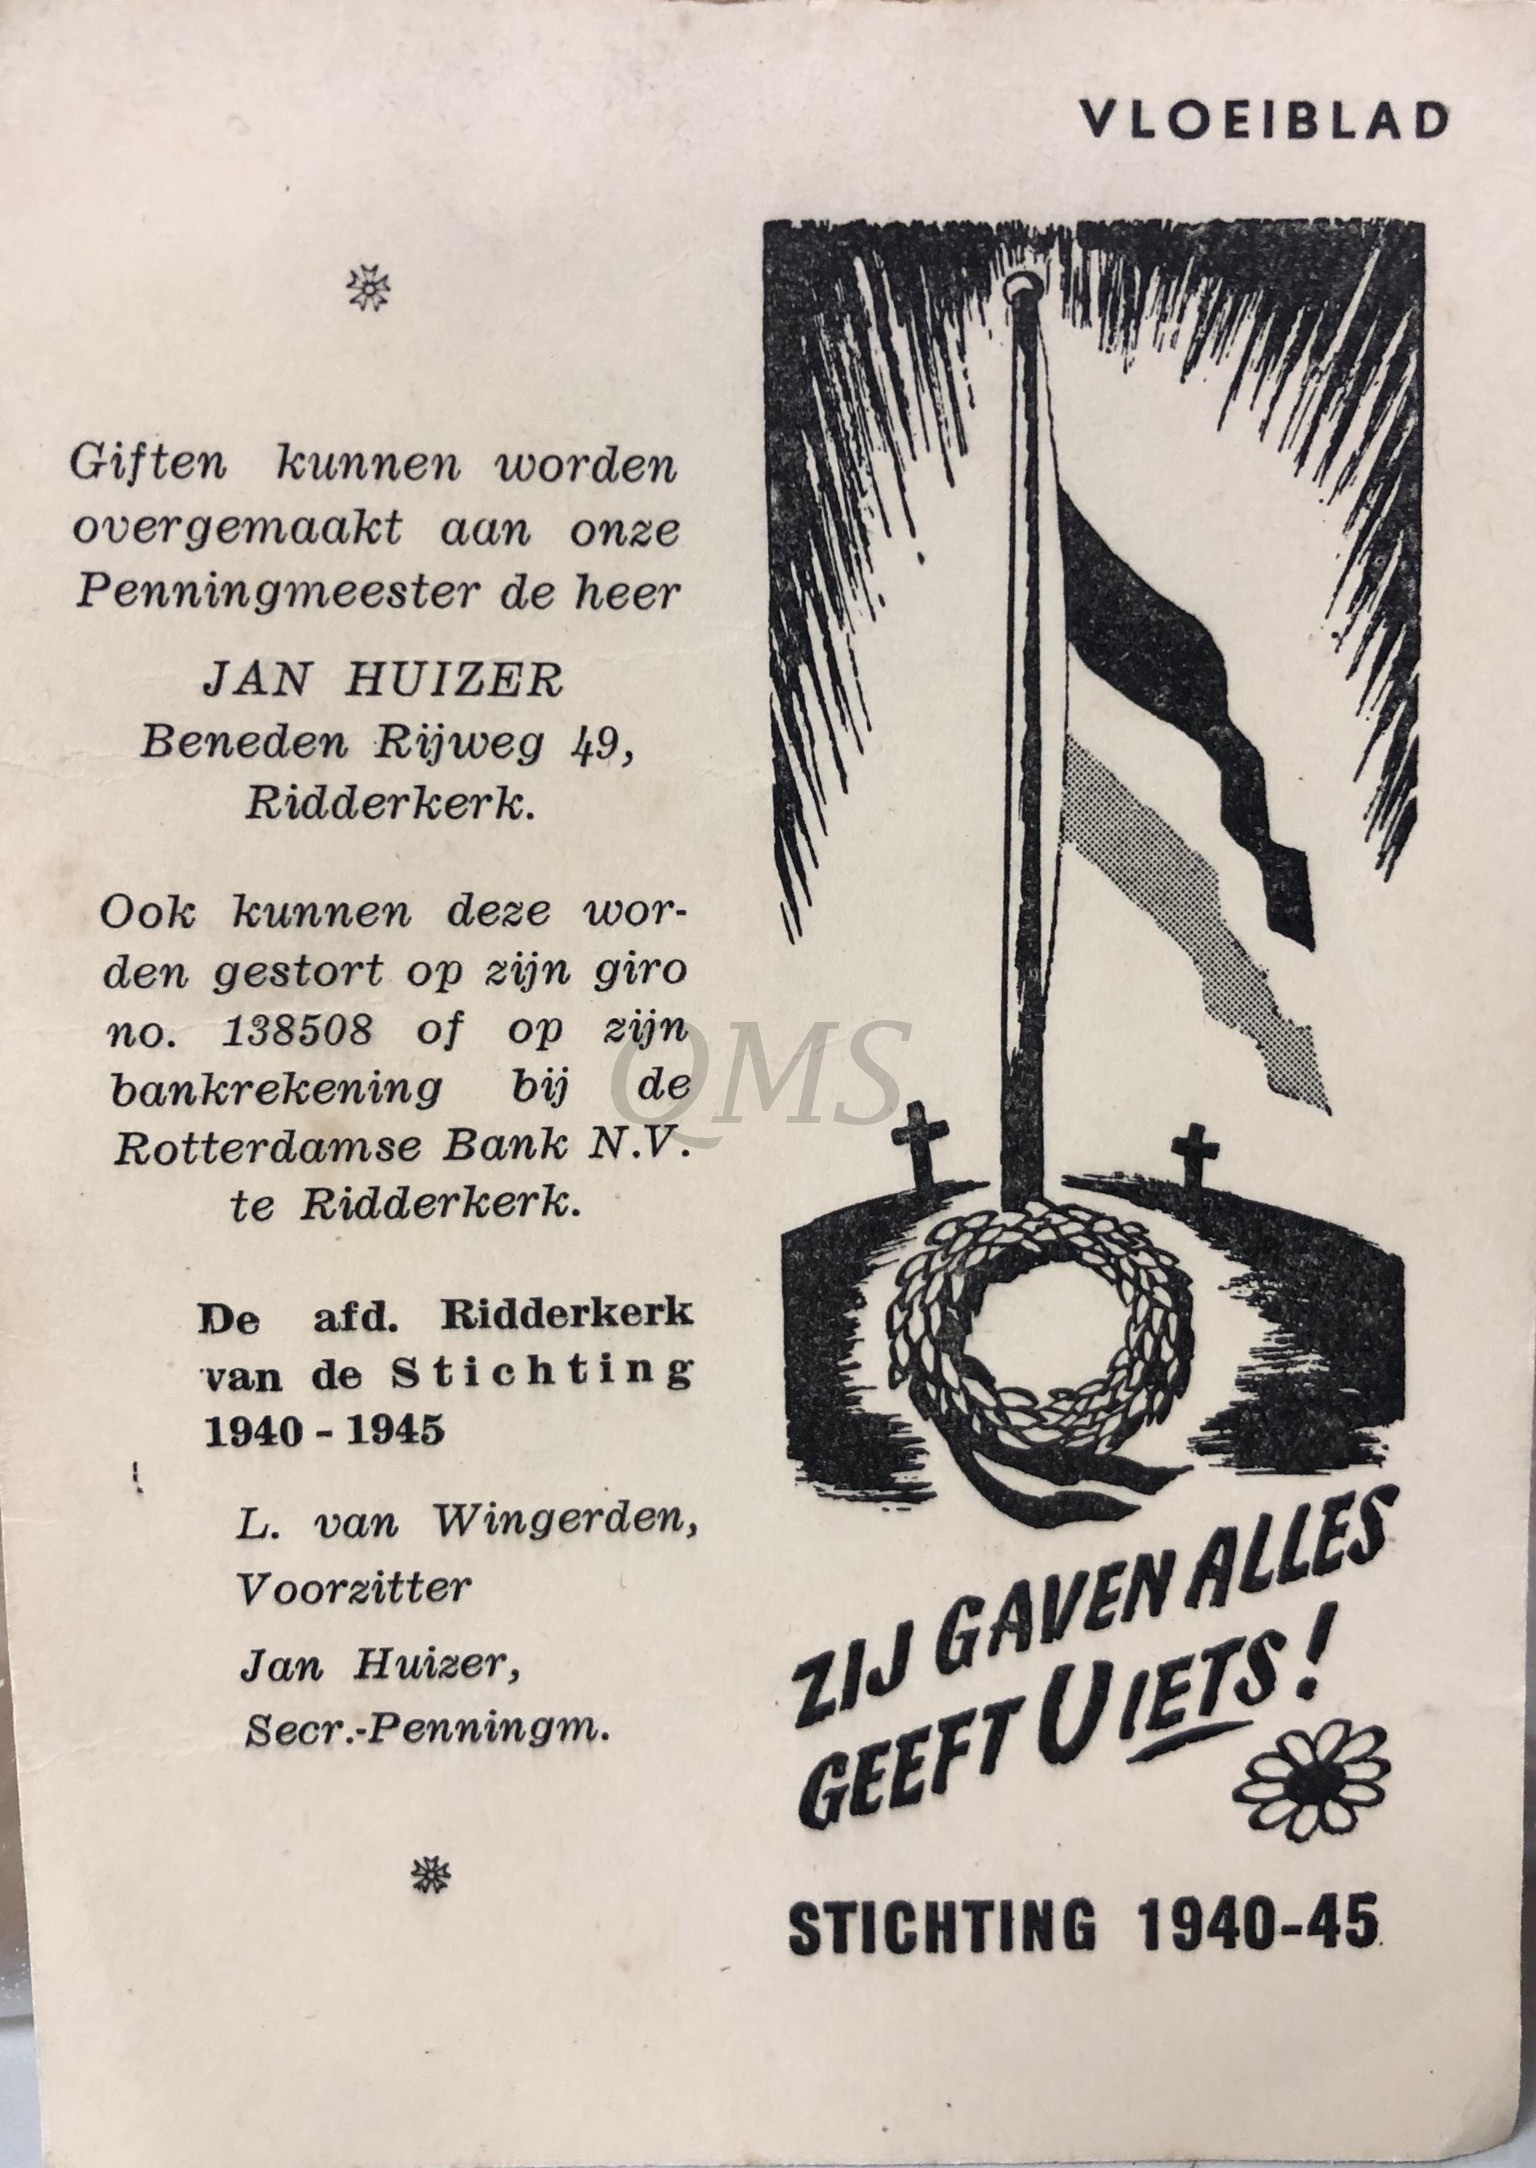 VLOEIBLAD
Giften kunnen worden
overgemaakt aan onze
Penningmeester de heer
JAN HUIZER
Beneden Rijweg 49,
Ridderkerk.
Ook kunnen deze wor-
den gestort op zijn giro
no. 138508 of op zijn
bankrekening bij de
Rotterdamse Bank N.V.
te Ridderkerk.
De afd. Ridderkerk
van de Stichting
1940 - 1945
L. van Wingerden,
Voorzitter
Jan Huizer,
Secr.-Penningm.
QMS
ZIJ GAVEN ALLES
GEEFT U IETS!
STICHTING 1940-45